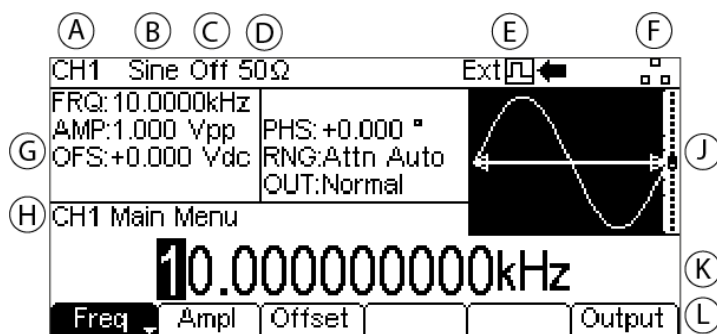 A B C D E F
CH1 Sine Off 50Ω Ext
FRQ:10.0000kHz
AMP:1.000 Vpp PHS:+0.000 °
G OFS:+0.000 Vdc RNG:Attn Auto J
OUT:Normal
H CH1 Main Menu
10.000000000kHz K
Freq Ampl Offset Output L